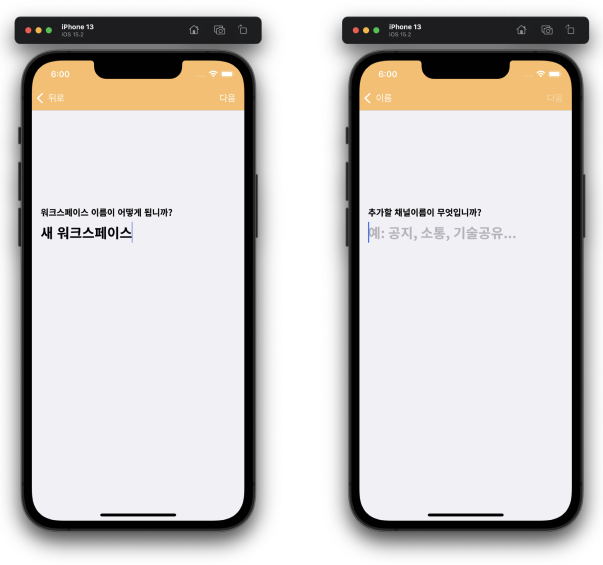 iPhone 13
iOS 15.2
6:00
뒤로
다음
워크스페이스 이름이 어떻게 됩니까?
새 워크스페이스
iPhone 13
iOS 15.2
6:00
이름
다음
추가할 채널이름이 무엇입니까?
예: 공지, 소통, 기술공유...